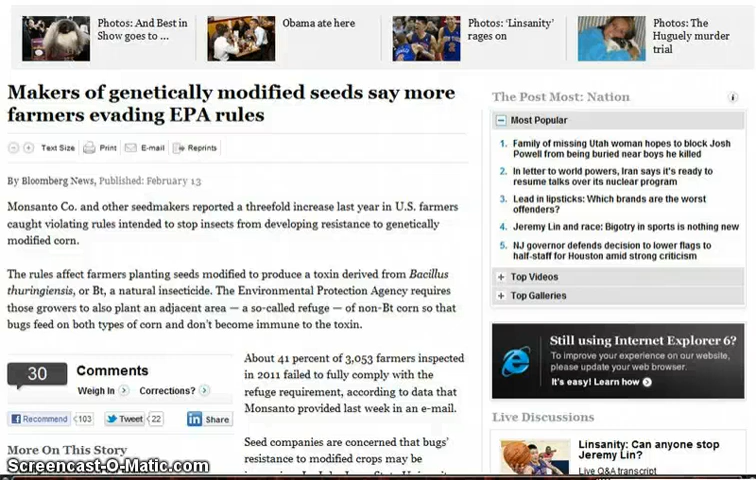 Photos: And Best in
Show goes to ...
Obama ate here
Photos: 'Linsanity'
rages on
Photos: The
Huguely murder
trial
Makers of genetically modified seeds say more
farmers evading EPA rules
Text Size
Print
E-mail
Reprints
By Bloomberg News, Published: February 13
Monsanto Co. and other seedmakers reported a threefold increase last year in U.S. farmers
caught violating rules intended to stop insects from developing resistance to genetically
modified corn.
The rules affect farmers planting seeds modified to produce a toxin derived from Bacillus
thuringiensis, or Bt, a natural insecticide. The Environmental Protection Agency requires
those growers to also plant an adjacent area — a so-called refuge — of non-Bt corn so that
bugs feed on both types of corn and don't become immune to the toxin.
30
Comments
Weigh In
Corrections?
Recommend
103
Tweet
22
in Share
More On This Story
About 41 percent of 3,053 farmers inspected
in 2011 failed to fully comply with the
refuge requirement, according to data that
Monsanto provided last week in an e-mail.
Seed companies are concerned that bugs'
resistance to modified crops may be
The Post Most: Nation
Most Popular
1. Family of missing Utah woman hopes to block Josh
Powell from being buried near boys he killed
2. In letter to world powers, Iran says it's ready to
resume talks over its nuclear program
3. Lead in lipsticks: Which brands are the worst
offenders?
4. Jeremy Lin and race: Bigotry in sports is nothing new
5. NJ governor defends decision to lower flags to
half-staff for Houston amid strong criticism
Top Videos
Top Galleries
Still using Internet Explorer 6?
To improve your experience on our website,
please update your web browser.
It's easy! Learn how
Live Discussions
Linsanity: Can anyone stop
Jeremy Lin?
Live Q&A transcript
Screencast-O-Matic.com